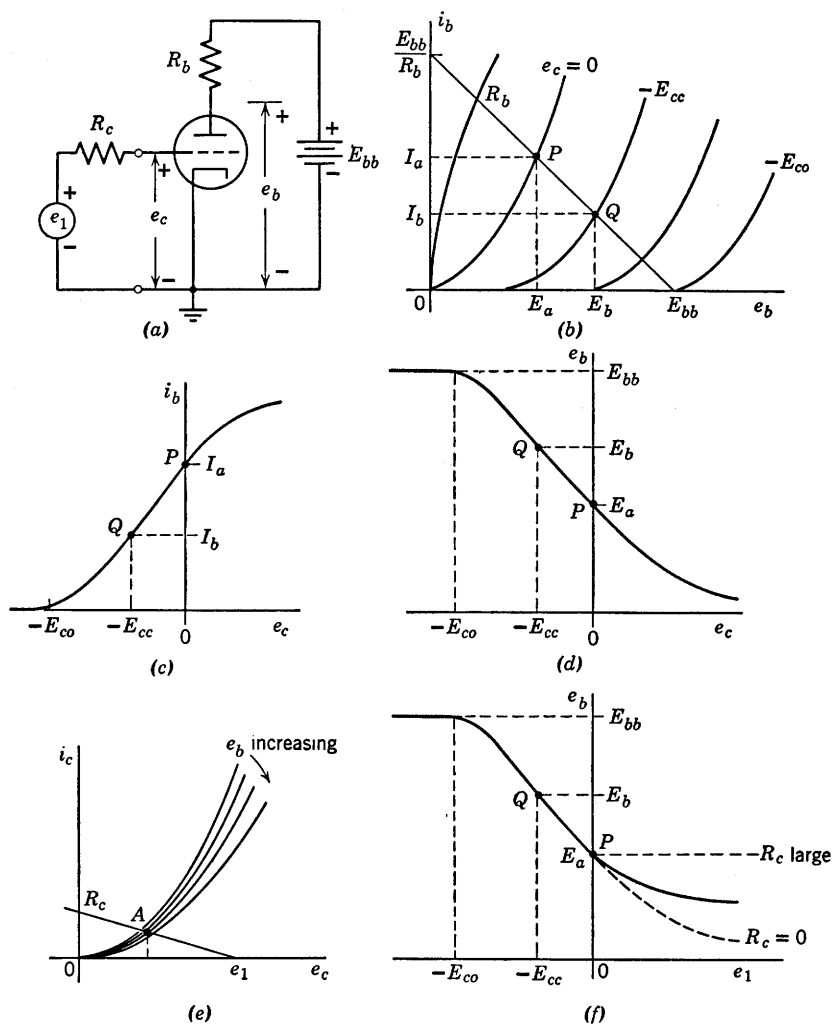 R_b
R_c
e_1
+
−
+
e_c
−
+
e_b
−
+
E_bb
−
(a)
i_b
E_bb/R_b
R_b
e_c = 0
−E_cc
−E_co
I_a
P
I_b
Q
0
E_a
E_b
E_bb
e_b
(b)
i_b
P
I_a
Q
I_b
−E_co
−E_cc
0
e_c
(c)
e_b
E_bb
Q
E_b
P
E_a
−E_co
−E_cc
0
e_c
(d)
i_c
e_b increasing
R_c
A
0
e_1
e_c
(e)
e_b
E_bb
Q
E_b
E_a
P
R_c large
R_c = 0
−E_co
−E_cc
0
e_1
(f)